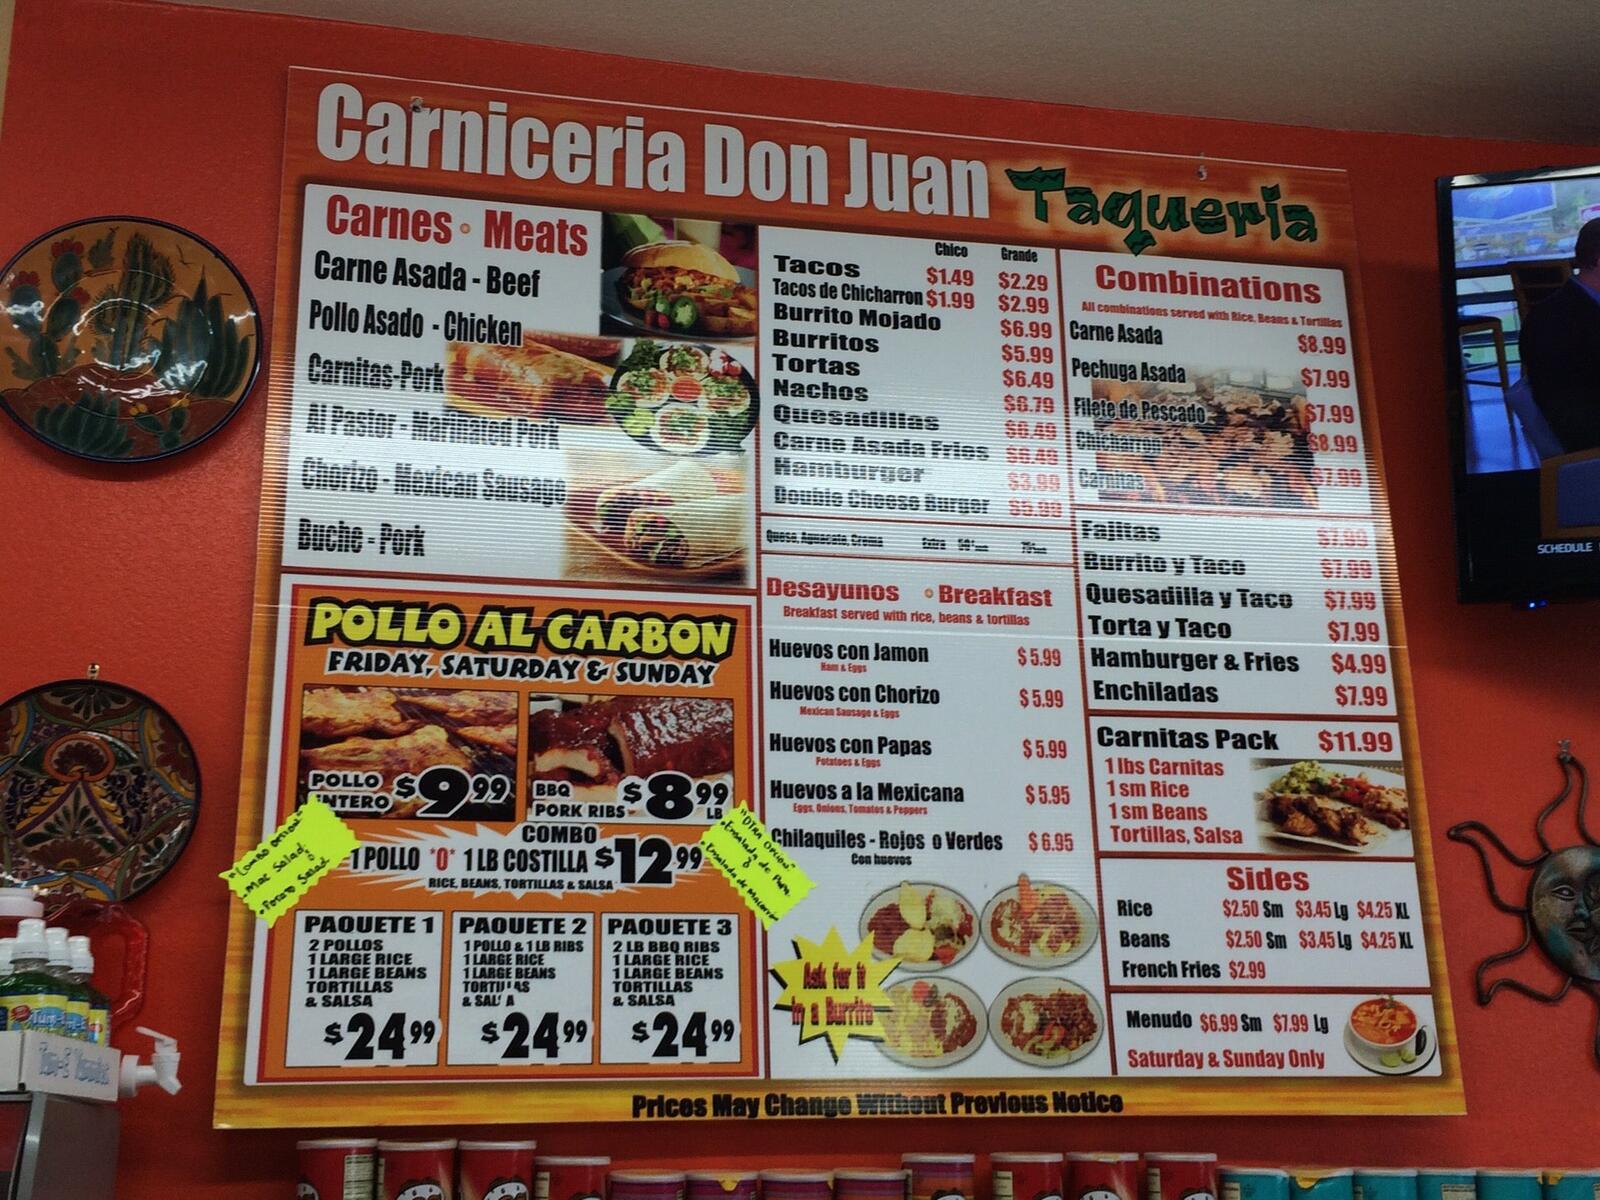 Carniceria Don Juan Taqueria
Carnes • Meats
Carne Asada - Beef
Pollo Asado - Chicken
Carnitas-Pork
Al Pastor - Marinated Pork
Chorizo - Mexican Sausage
Buche - Pork
POLLO AL CARBON
FRIDAY, SATURDAY & SUNDAY
POLLO ENTERO $9.99
BBQ PORK RIBS $8.99 LB
COMBO
1 POLLO "O" 1 LB COSTILLA $12.99
RICE, BEANS, TORTILLAS & SALSA
"Combo option"
• Mac Salad
o
• Potato Salad
"OTRA OPCION"
• Ensalada de Papa
o
• Ensalada de
PAQUETE 1
2 POLLOS
1 LARGE RICE
1 LARGE BEANS
TORTILLAS
& SALSA
$24.99
PAQUETE 2
1 POLLO & 1 LB RIBS
1 LARGE RICE
1 LARGE BEANS
TORTILLAS
& SALSA
$24.99
PAQUETE 3
2 LB BBQ RIBS
1 LARGE RICE
1 LARGE BEANS
TORTILLAS
& SALSA
$24.99
Chico Grande
Tacos $1.49 $2.29
Tacos de Chicharron $1.99 $2.99
Burrito Mojado $6.99
Burritos $5.99
Tortas $6.49
Nachos $6.79
Quesadillas $6.49
Carne Asada Fries $6.49
Hamburger $3.99
Double Cheese Burger $5.99
Queso, Aguacate, Crema Extra 50¢ 75¢
Desayunos • Breakfast
Breakfast served with rice, beans & tortillas
Huevos con Jamon $5.99
Ham & Eggs
Huevos con Chorizo $5.99
Mexican Sausage & Eggs
Huevos con Papas $5.99
Potatoes & Eggs
Huevos a la Mexicana $5.95
Eggs, Onions, Tomatos & Peppers
Chilaquiles - Rojos o Verdes $6.95
Con huevos
Ask for it
in a Burrito
Combinations
All combinations served with Rice, Beans & Tortillas
Carne Asada $8.99
Pechuga Asada $7.99
Filete de Pescado $7.99
Chicharron $8.99
Carnitas $7.99
Fajitas $7.99
Burrito y Taco $7.99
Quesadilla y Taco $7.99
Torta y Taco $7.99
Hamburger & Fries $4.99
Enchiladas $7.99
Carnitas Pack $11.99
1 lbs Carnitas
1 sm Rice
1 sm Beans
Tortillas, Salsa
Sides
Rice $2.50 Sm $3.45 Lg $4.25 XL
Beans $2.50 Sm $3.45 Lg $4.25 XL
French Fries $2.99
Menudo $6.99 Sm $7.99 Lg
Saturday & Sunday Only
Prices May Change Without Previous Notice
SCHEDULE